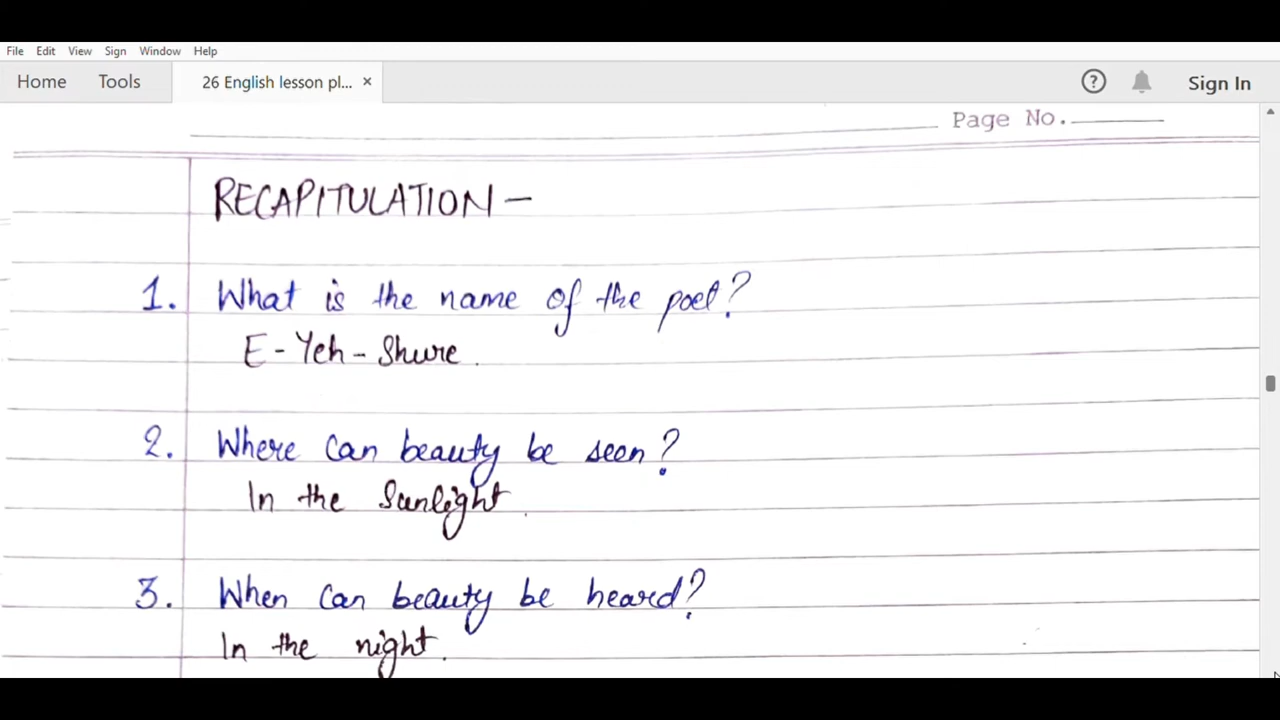 File Edit View Sign Window Help
Home Tools 26 English lesson pl... × ? Sign In
Page No.
RECAPITULATION -
1. What is the name of the poet?
E - Yeh - Shure.
2. Where can beauty be seen?
In the Sunlight.
3. When can beauty be heard?
In the night.